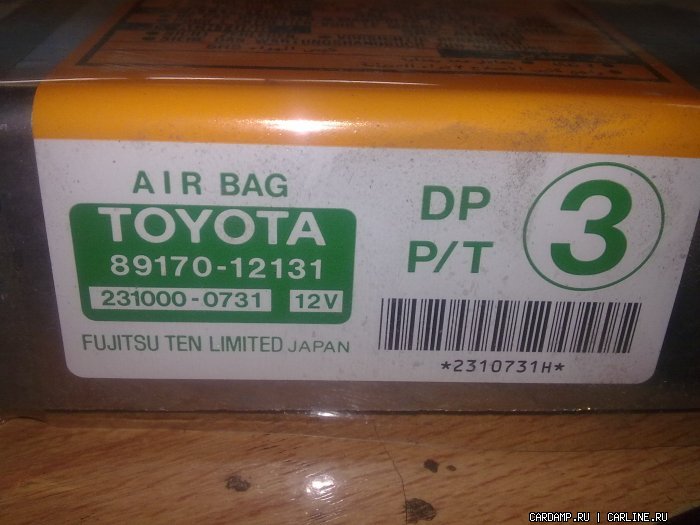 AIR BAG
TOYOTA
89170-12131
231000-0731 12V
FUJITSU TEN LIMITED JAPAN
DP
P/T
3
*2310731H*
CARDAMP.RU | CARLINE.RU